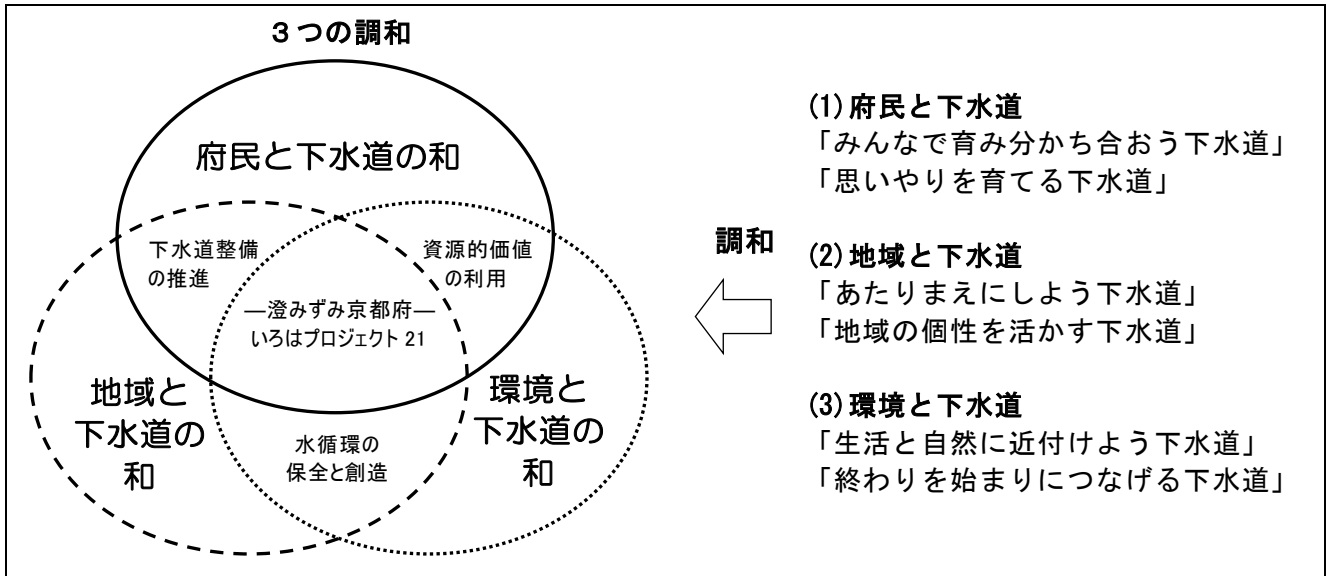 ３つの調和
府民と下水道の和
下水道整備
の推進
資源的価値
の利用
―澄みずみ京都府―
いろはプロジェクト 21
地域と
下水道の
和
環境と
下水道の
和
水循環の
保全と創造
調和
(1)府民と下水道
「みんなで育み分かち合おう下水道」
「思いやりを育てる下水道」
(2)地域と下水道
「あたりまえにしよう下水道」
「地域の個性を活かす下水道」
(3)環境と下水道
「生活と自然に近付けよう下水道」
「終わりを始まりにつなげる下水道」